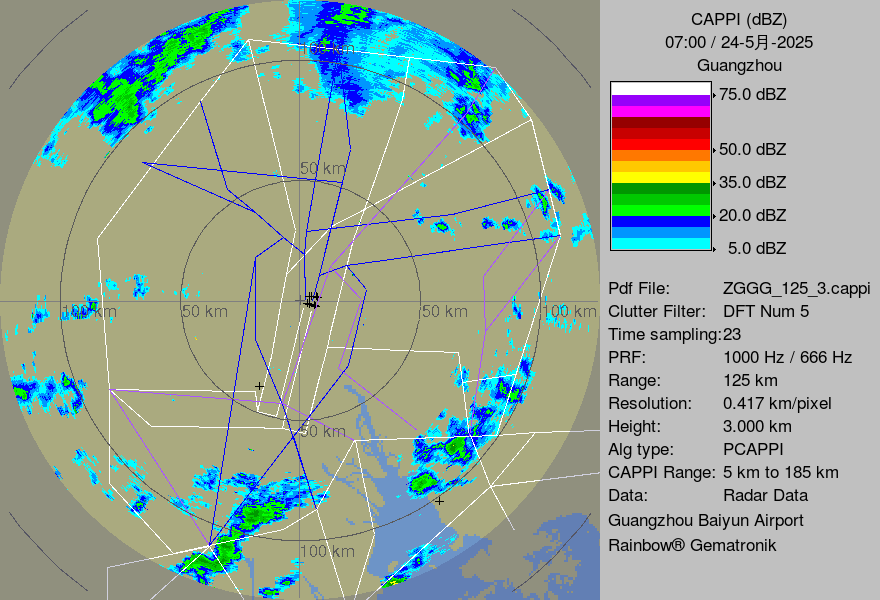 CAPPI (dBZ)
07:00 / 24-5月-2025
Guangzhou
75.0 dBZ
50.0 dBZ
35.0 dBZ
20.0 dBZ
5.0 dBZ
Pdf File: ZGGG_125_3.cappi
Clutter Filter: DFT Num 5
Time sampling:23
PRF: 1000 Hz / 666 Hz
Range: 125 km
Resolution: 0.417 km/pixel
Height: 3.000 km
Alg type: PCAPPI
CAPPI Range: 5 km to 185 km
Data: Radar Data
Guangzhou Baiyun Airport
Rainbow® Gematronik
100 km
50 km
100 km 50 km 50 km 100 km
50 km
100 km